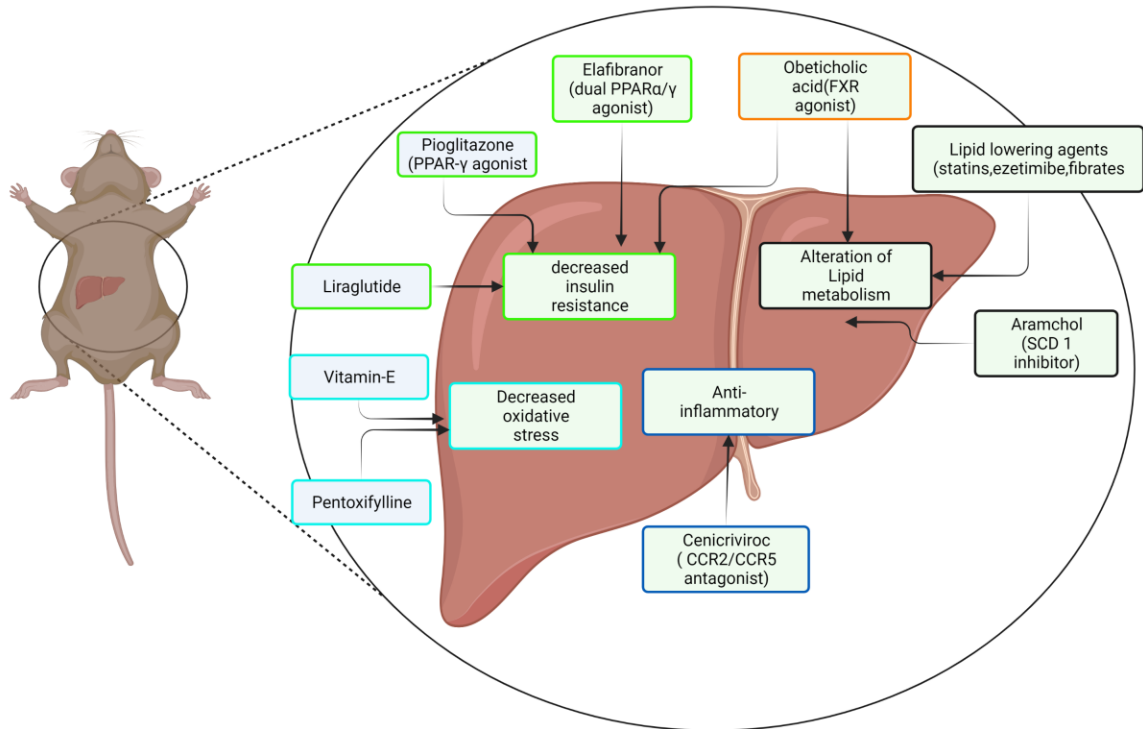 Elafibranor
(dual PPARα/γ
agonist)
Obeticholic
acid(FXR
agonist)
Pioglitazone
(PPAR-γ agonist
Lipid lowering agents
(statins,ezetimibe,fibrates
decreased
insulin
resistance
Alteration of
Lipid
metabolism
Liraglutide
Aramchol
(SCD 1
inhibitor)
Vitamin-E
Decreased
oxidative
stress
Anti-
inflammatory
Pentoxifylline
Cenicriviroc
( CCR2/CCR5
antagonist)